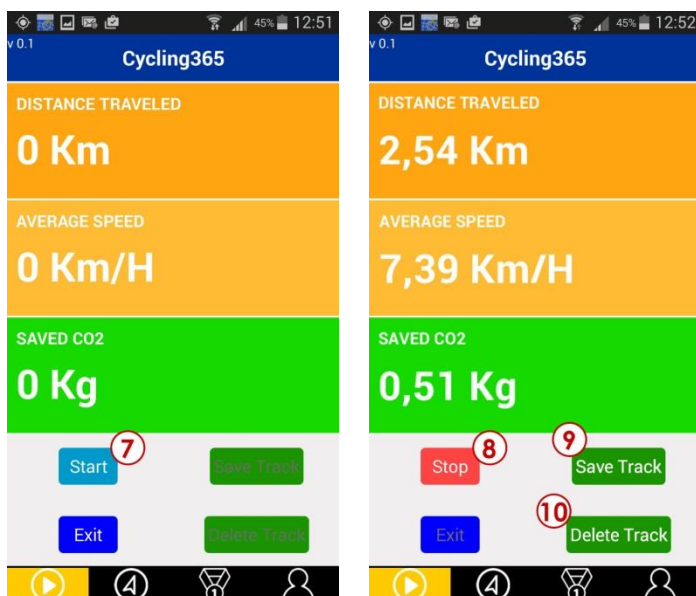 45% 12:51
v 0.1
Cycling365
DISTANCE TRAVELED
0 Km
AVERAGE SPEED
0 Km/H
SAVED CO2
0 Kg
7
Start
Save Track
Exit
Delete Track
1
45% 12:52
v 0.1
Cycling365
DISTANCE TRAVELED
2,54 Km
AVERAGE SPEED
7,39 Km/H
SAVED CO2
0,51 Kg
8
9
Stop
Save Track
10
Exit
Delete Track
1